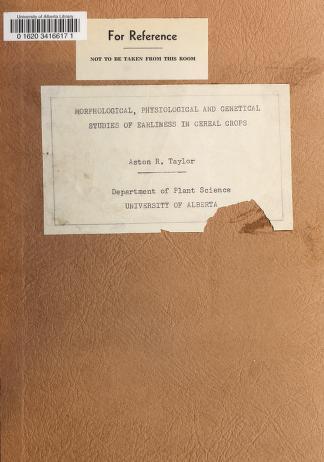 University of Alberta Library
0 1620 3416617 1
For Reference
NOT TO BE TAKEN FROM THIS ROOM
MORPHOLOGICAL, PHYSIOLOGICAL AND GENETICAL
STUDIES OF EARLINESS IN CEREAL CROPS
Aston R. Taylor
Department of Plant Science
UNIVERSITY OF ALBERTA